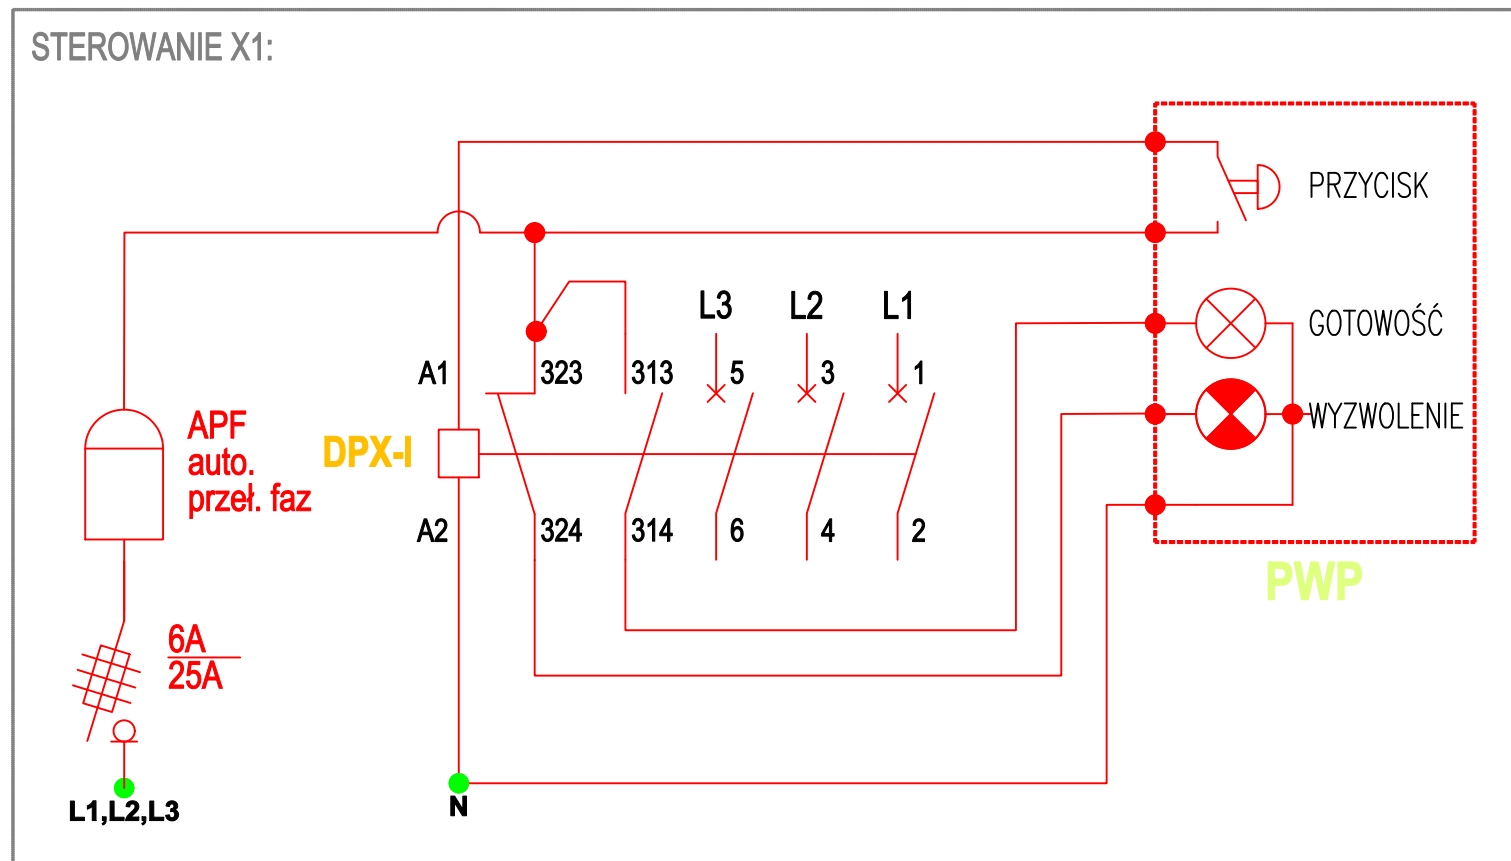 STEROWANIE X1:
PRZYCISK
L3 L2 L1
GOTOWOŚĆ
A1 323 313 5 3 1
APF
auto.
przeł. faz
DPX-I
WYZWOLENIE
A2 324 314 6 4 2
PWP
6A
25A
L1,L2,L3
N